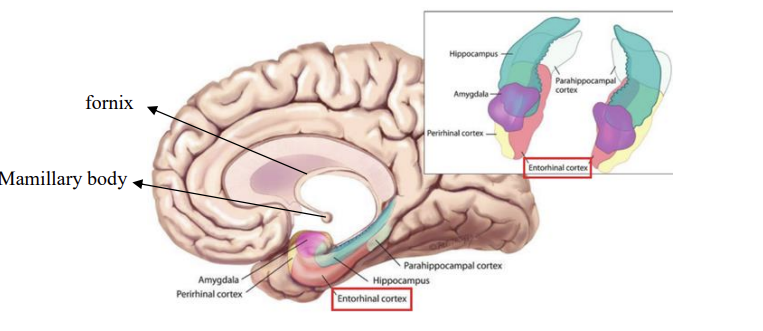 fornix
Mamillary body
Amygdala
Perirhinal cortex
Entorhinal cortex
Hippocampus
Parahippocampal cortex
Hippocampus
Amygdala
Perirhinal cortex
Parahippocampal
cortex
Entorhinal cortex